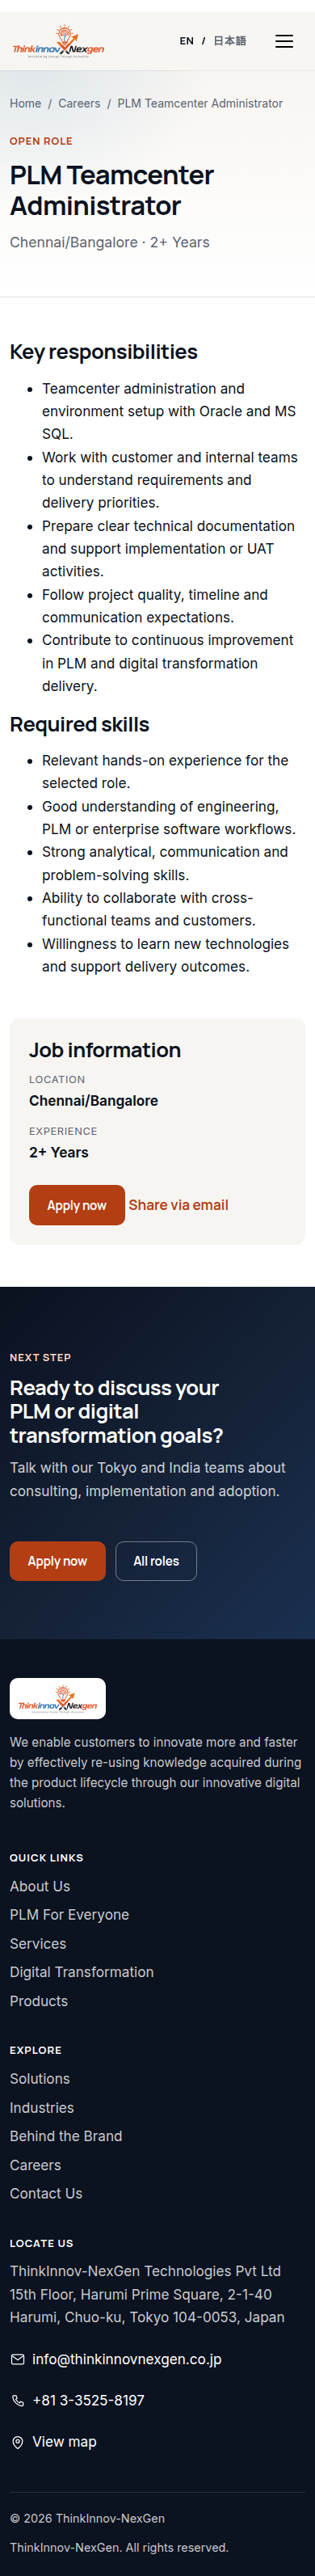 ThinkInnov NexGen
EN / 日本語
Home / Careers / PLM Teamcenter Administrator
OPEN ROLE
PLM Teamcenter
Administrator
Chennai/Bangalore · 2+ Years
Key responsibilities
• Teamcenter administration and
environment setup with Oracle and MS
SQL.
• Work with customer and internal teams
to understand requirements and
delivery priorities.
• Prepare clear technical documentation
and support implementation or UAT
activities.
• Follow project quality, timeline and
communication expectations.
• Contribute to continuous improvement
in PLM and digital transformation
delivery.
Required skills
• Relevant hands-on experience for the
selected role.
• Good understanding of engineering,
PLM or enterprise software workflows.
• Strong analytical, communication and
problem-solving skills.
• Ability to collaborate with cross-
functional teams and customers.
• Willingness to learn new technologies
and support delivery outcomes.
Job information
LOCATION
Chennai/Bangalore
EXPERIENCE
2+ Years
Apply now Share via email
NEXT STEP
Ready to discuss your
PLM or digital
transformation goals?
Talk with our Tokyo and India teams about
consulting, implementation and adoption.
Apply now All roles
ThinkInnov NexGen
We enable customers to innovate more and faster
by effectively re-using knowledge acquired during
the product lifecycle through our innovative digital
solutions.
QUICK LINKS
About Us
PLM For Everyone
Services
Digital Transformation
Products
EXPLORE
Solutions
Industries
Behind the Brand
Careers
Contact Us
LOCATE US
ThinkInnov-NexGen Technologies Pvt Ltd
15th Floor, Harumi Prime Square, 2-1-40
Harumi, Chuo-ku, Tokyo 104-0053, Japan
info@thinkinnovnexgen.co.jp
+81 3-3525-8197
View map
© 2026 ThinkInnov-NexGen
ThinkInnov-NexGen. All rights reserved.